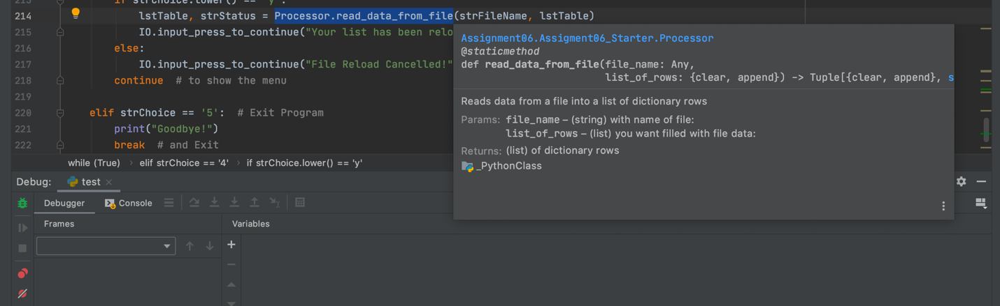 213 if strChoice.lower() == 'y':
214 lstTable, strStatus = Processor.read_data_from_file(strFileName, lstTable)
215 IO.input_press_to_continue("Your list has been relo
216 else:
217 IO.input_press_to_continue("File Reload Cancelled!"
218 continue # to show the menu
219
220 elif strChoice == '5': # Exit Program
221 print("Goodbye!")
222 break # and Exit
while (True) › elif strChoice == '4' › if strChoice.lower() == 'y'
Assignment06.Assigment06_Starter.Processor
@staticmethod
def read_data_from_file(file_name: Any,
list_of_rows: {clear, append}) -> Tuple[{clear, append}, s
Reads data from a file into a list of dictionary rows
Params: file_name – (string) with name of file:
list_of_rows – (list) you want filled with file data:
Returns: (list) of dictionary rows
_PythonClass
Debug: test
Debugger Console
Frames Variables